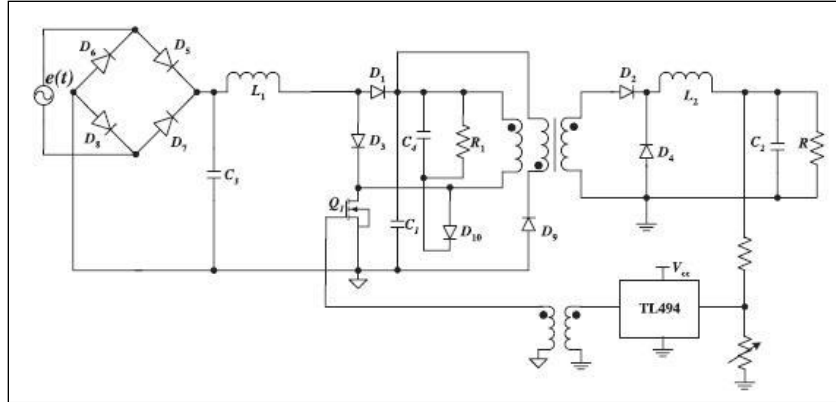 D6
D5
e(t)
D8
D7
C3
L1
D1
D3
C4
R1
Q1
D10
C1
D9
D2
L2
D4
C2
R
Vcc
TL494